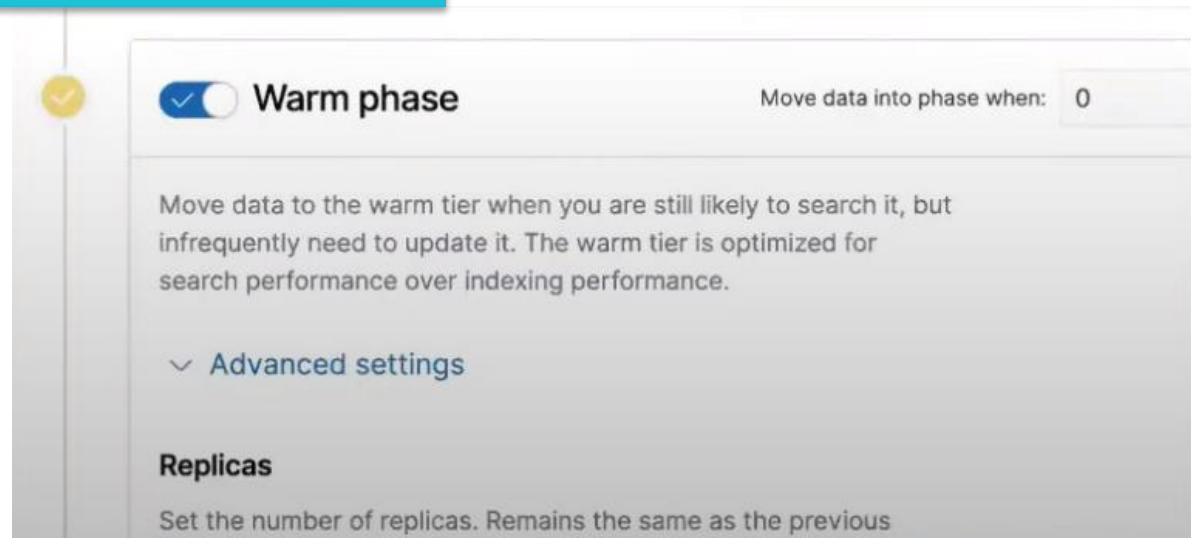 Warm phase
Move data into phase when: 0
Move data to the warm tier when you are still likely to search it, but
infrequently need to update it. The warm tier is optimized for
search performance over indexing performance.
Advanced settings
Replicas
Set the number of replicas. Remains the same as the previous